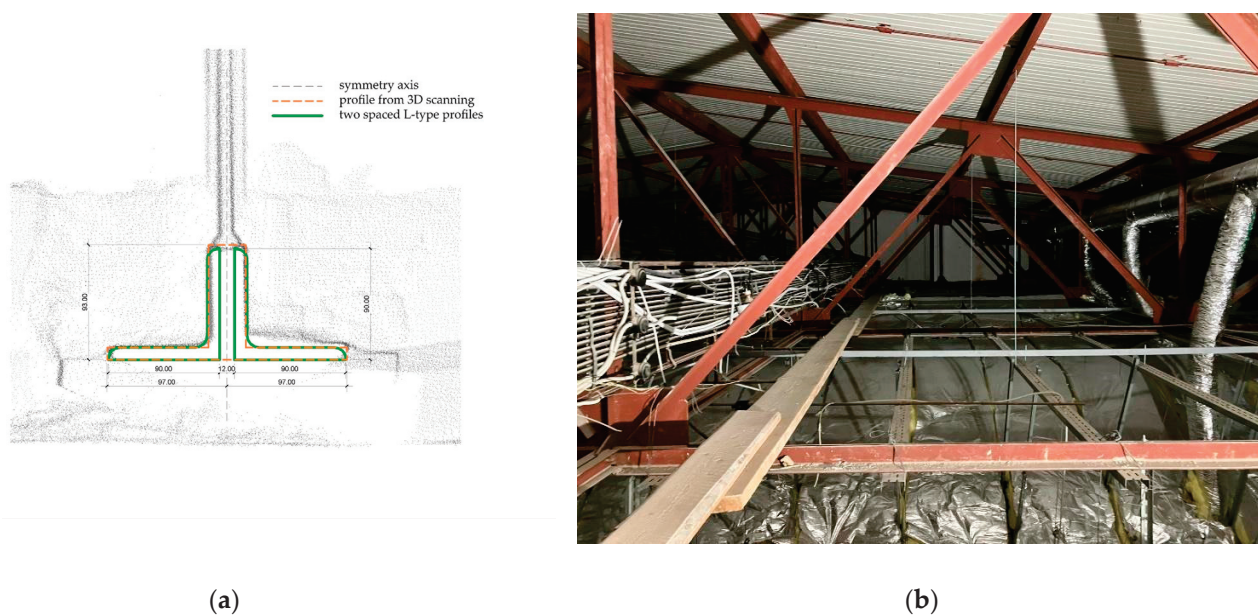 symmetry axis
profile from 3D scanning
two spaced L-type profiles
93.00
90.00
90.00 12.00 90.00
97.00 97.00
(a) (b)